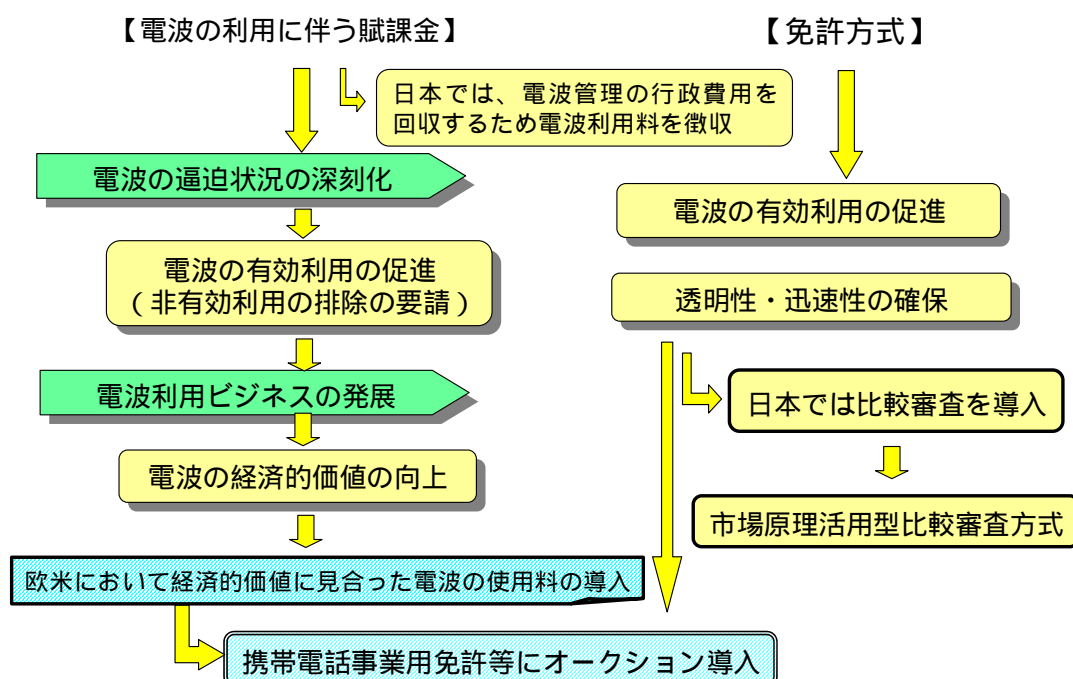 【電波の利用に伴う賦課金】
日本では、電波管理の行政費用を
回収するため電波利用料を徴収
電波の逼迫状況の深刻化
電波の有効利用の促進
(非有効利用の排除の要請)
電波利用ビジネスの発展
電波の経済的価値の向上
欧米において経済的価値に見合った電波の使用料の導入
携帯電話事業用免許等にオークション導入
【免許方式】
電波の有効利用の促進
透明性・迅速性の確保
日本では比較審査を導入
市場原理活用型比較審査方式